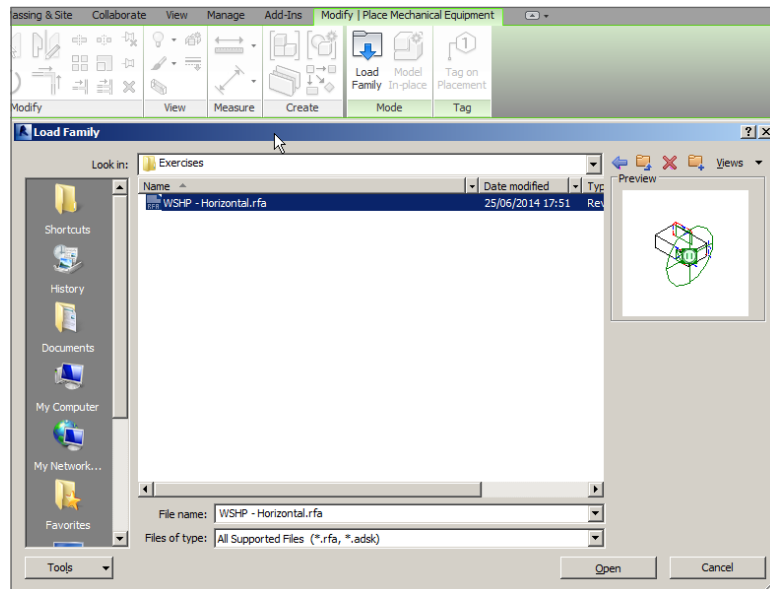 assing & Site Collaborate View Manage Add-Ins Modify | Place Mechanical Equipment
Load Family
Model In-place
Tag on Placement
1
Modify View Measure Create Mode Tag
Load Family
Look in: Exercises
Views
Name Date modified Typ
WSHP - Horizontal.rfa 25/06/2014 17:51 Rev
Preview
Shortcuts
History
Documents
My Computer
My Network...
Favorites
File name: WSHP - Horizontal.rfa
Files of type: All Supported Files (*.rfa, *.adsk)
Tools Open Cancel